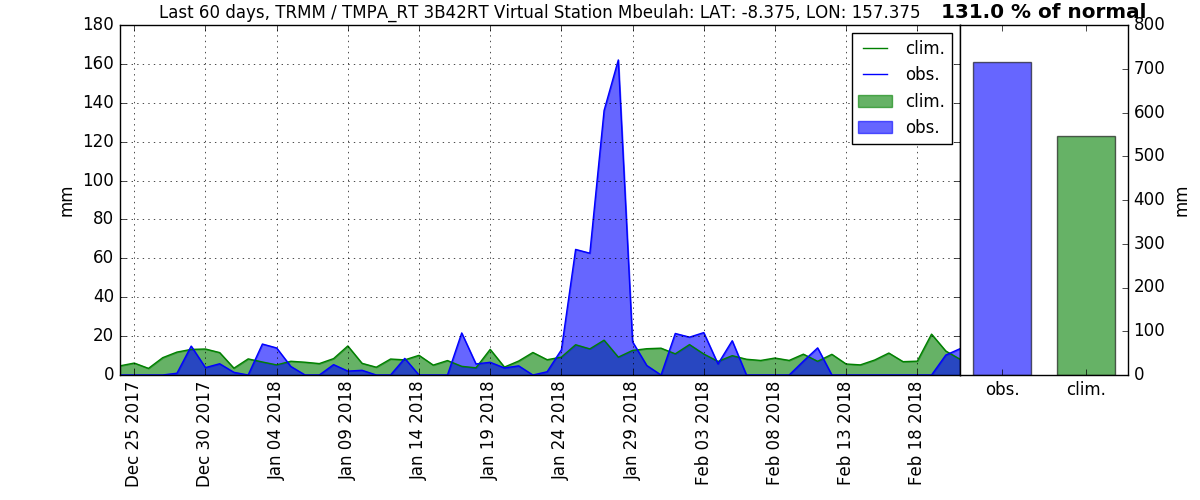 Last 60 days, TRMM / TMPA_RT 3B42RT Virtual Station Mbeulah: LAT: -8.375, LON: 157.375
131.0 % of normal
180
160
140
120
100
80
60
40
20
0
mm
clim.
obs.
clim.
obs.
Dec 25 2017
Dec 30 2017
Jan 04 2018
Jan 09 2018
Jan 14 2018
Jan 19 2018
Jan 24 2018
Jan 29 2018
Feb 03 2018
Feb 08 2018
Feb 13 2018
Feb 18 2018
800
700
600
500
400
300
200
100
0
mm
obs.
clim.